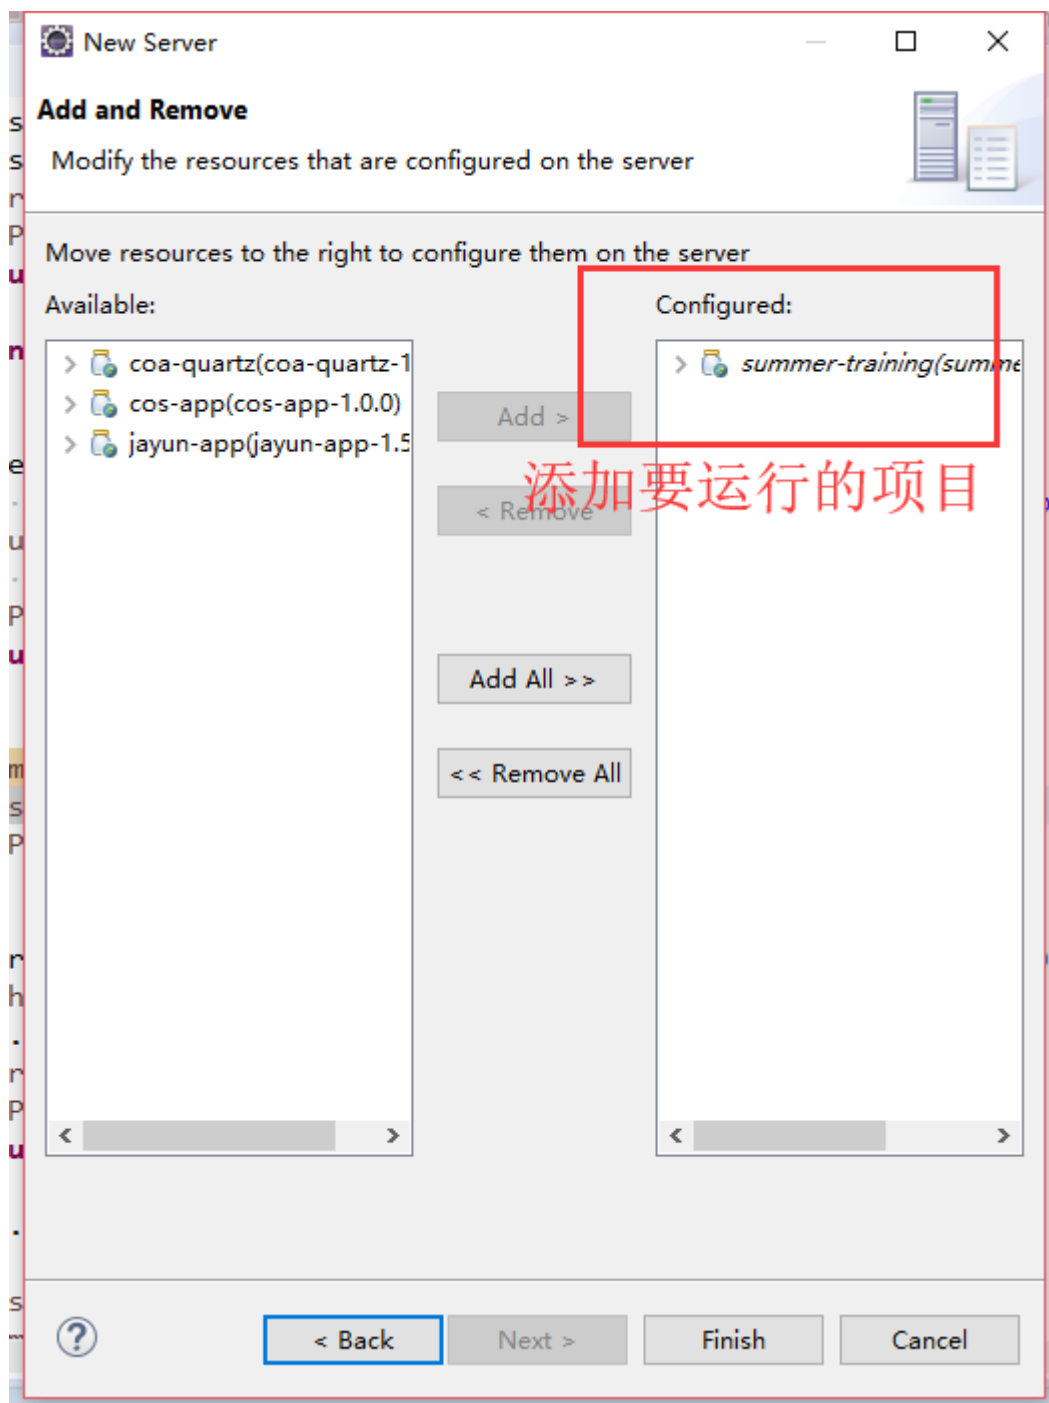 New Server
Add and Remove
Modify the resources that are configured on the server
Move resources to the right to configure them on the server
Available:
Configured:
coa-quartz(coa-quartz-1
summer-training(summe
cos-app(cos-app-1.0.0)
jayun-app(jayun-app-1.5
Add >
添加要运行的项目
< Remove
Add All >>
<< Remove All
< Back
Next >
Finish
Cancel